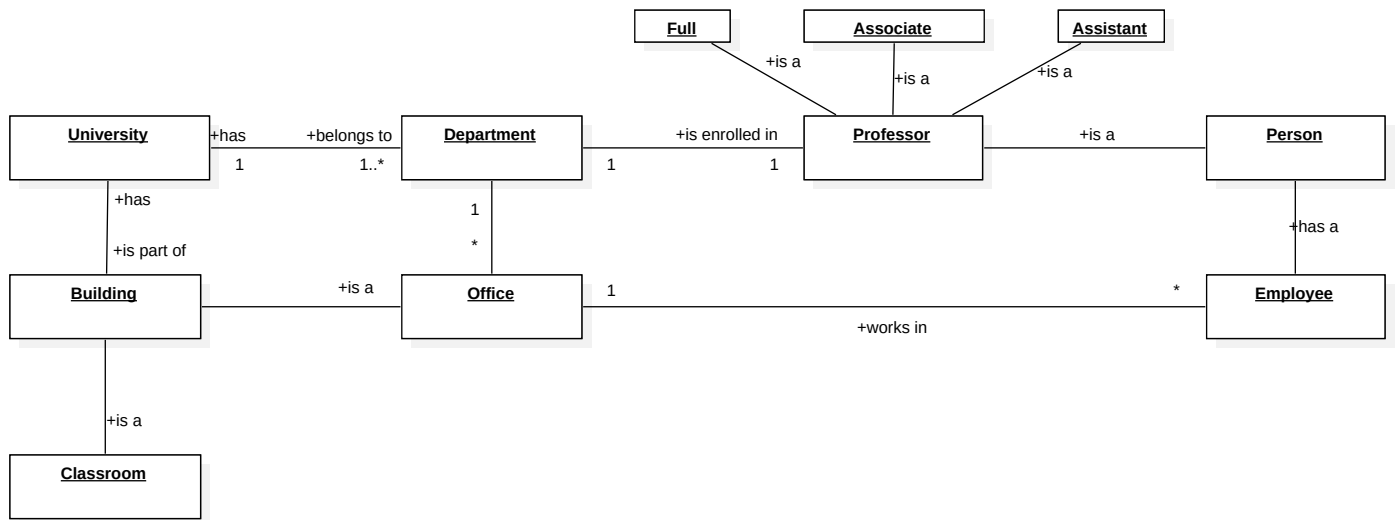 Full
Associate
Assistant
+is a
+is a
+is a
University
+has
+belongs to
Department
+is enrolled in
Professor
+is a
Person
1
1..*
1
1
+has
1
+is part of
*
+has a
Building
+is a
Office
1
*
Employee
+works in
+is a
Classroom